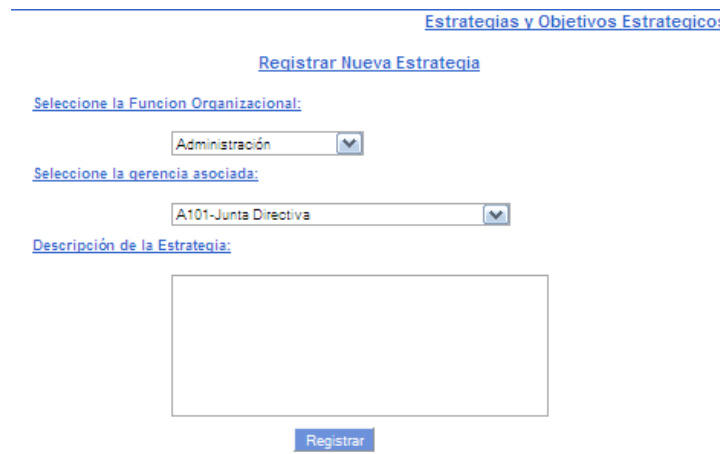 Estrategias y Objetivos Estrategicos
Registrar Nueva Estrategia
Seleccione la Funcion Organizacional:
Administración
Seleccione la gerencia asociada:
A101-Junta Directiva
Descripción de la Estrategia:
Registrar